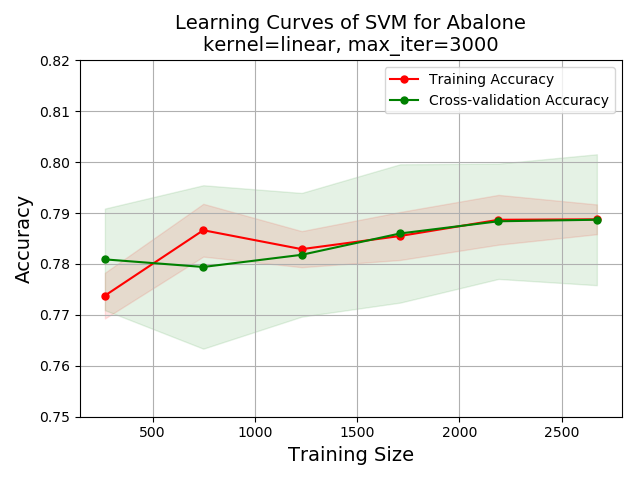 Learning Curves of SVM for Abalone
kernel=linear, max_iter=3000
Training Accuracy
Cross-validation Accuracy
Accuracy
0.82
0.81
0.80
0.79
0.78
0.77
0.76
0.75
500 1000 1500 2000 2500
Training Size